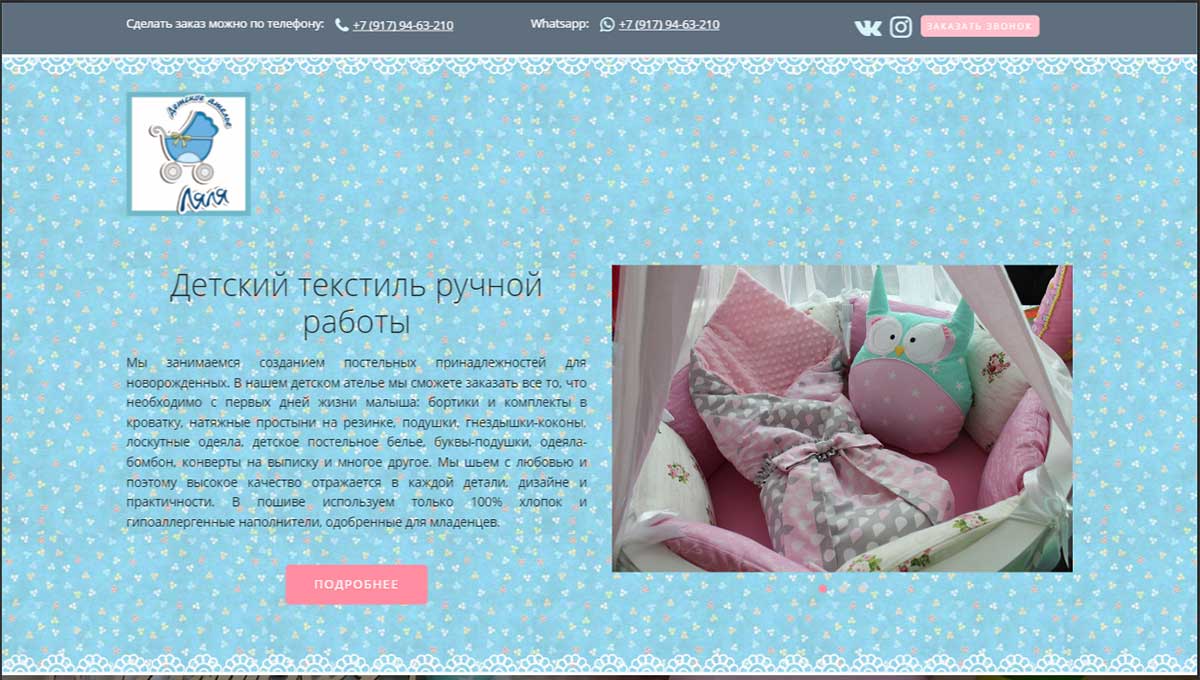 Сделать заказ можно по телефону: +7 (917) 94-63-210 Whatsapp: +7 (917) 94-63-210 ЗАКАЗАТЬ ЗВОНОК
Детское ателье
Ляля
Детский текстиль ручной
работы
Мы занимаемся созданием постельных принадлежностей для
новорожденных. В нашем детском ателье мы сможете заказать все то, что
необходимо с первых дней жизни малыша: бортики и комплекты в
кроватку, натяжные простыни на резинке, подушки, гнездышки-коконы,
лоскутные одеяла, детское постельное белье, буквы-подушки, одеяла-
бомбон, конверты на выписку и многое другое. Мы шьем с любовью и
поэтому высокое качество отражается в каждой детали, дизайне и
практичности. В пошиве используем только 100% хлопок и
гипоаллергенные наполнители, одобренные для младенцев.
ПОДРОБНЕЕ